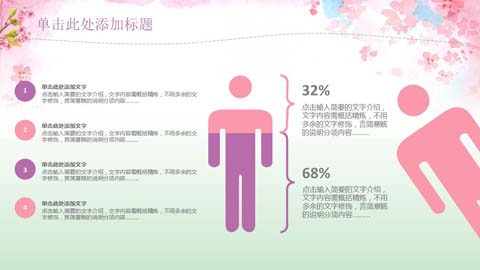 单击此处添加标题
1
单击此处添加文字
点击输入简要的文字介绍，文字内容需概括精炼，不用多余的
文字修饰，言简意赅的说明分项内容………
2
单击此处添加文字
点击输入简要的文字介绍，文字内容需概括精炼，不用多余的
文字修饰，言简意赅的说明分项内容………
3
单击此处添加文字
点击输入简要的文字介绍，文字内容需概括精炼，不用多余的
文字修饰，言简意赅的说明分项内容………
4
单击此处添加文字
点击输入简要的文字介绍，文字内容需概括精炼，不用多余的
文字修饰，言简意赅的说明分项内容………
32%
点击输入简要的文字介绍，
文字内容需概括精炼，不用
多余的文字修饰，言简意赅
的说明分项内容………
68%
点击输入简要的文字介绍，
文字内容需概括精炼，不用
多余的文字修饰，言简意赅
的说明分项内容………